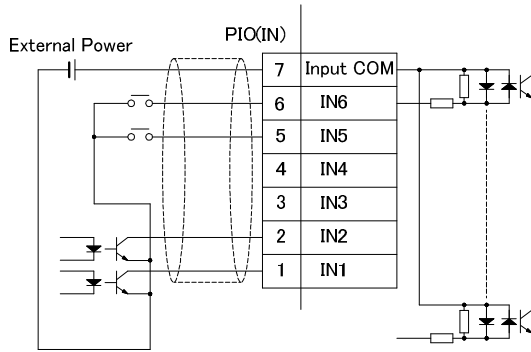 PIO(IN)
External Power
7 Input COM
6 IN6
5 IN5
4 IN4
3 IN3
2 IN2
1 IN1